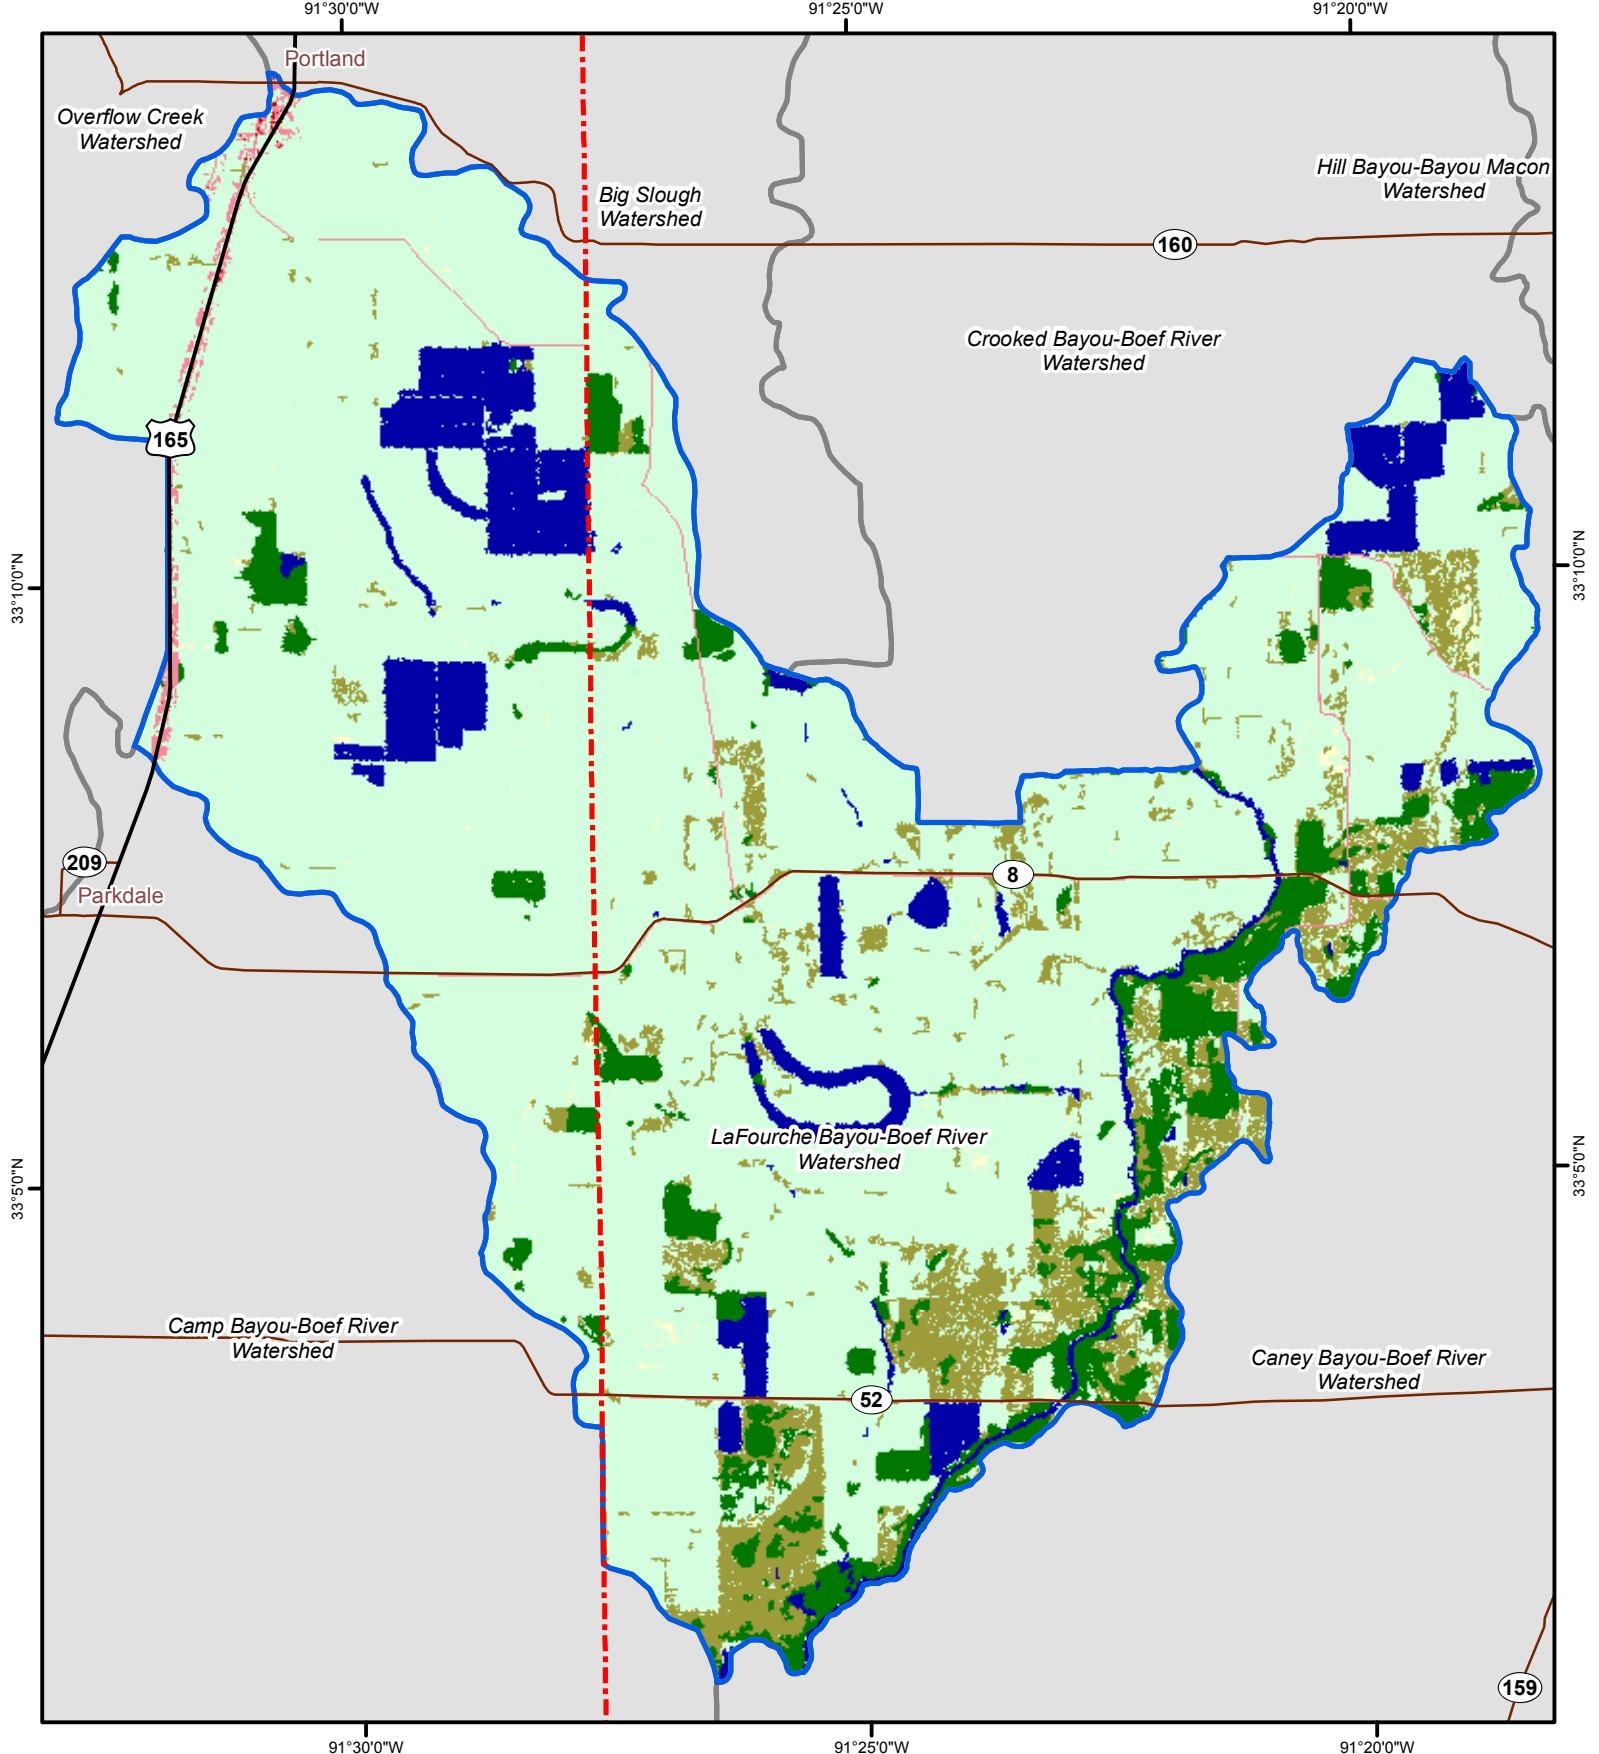 91°30'0"W
91°25'0"W
91°20'0"W
Portland
Overflow Creek
Watershed
Hill Bayou-Bayou Macon
Watershed
Big Slough
Watershed
160
Crooked Bayou-Boef River
Watershed
165
33°10'0"N
33°10'0"N
209
8
Parkdale
LaFourche Bayou-Boef River
Watershed
33°5'0"N
33°5'0"N
Camp Bayou-Boef River
Watershed
Caney Bayou-Boef River
Watershed
52
159
91°30'0"W
91°25'0"W
91°20'0"W